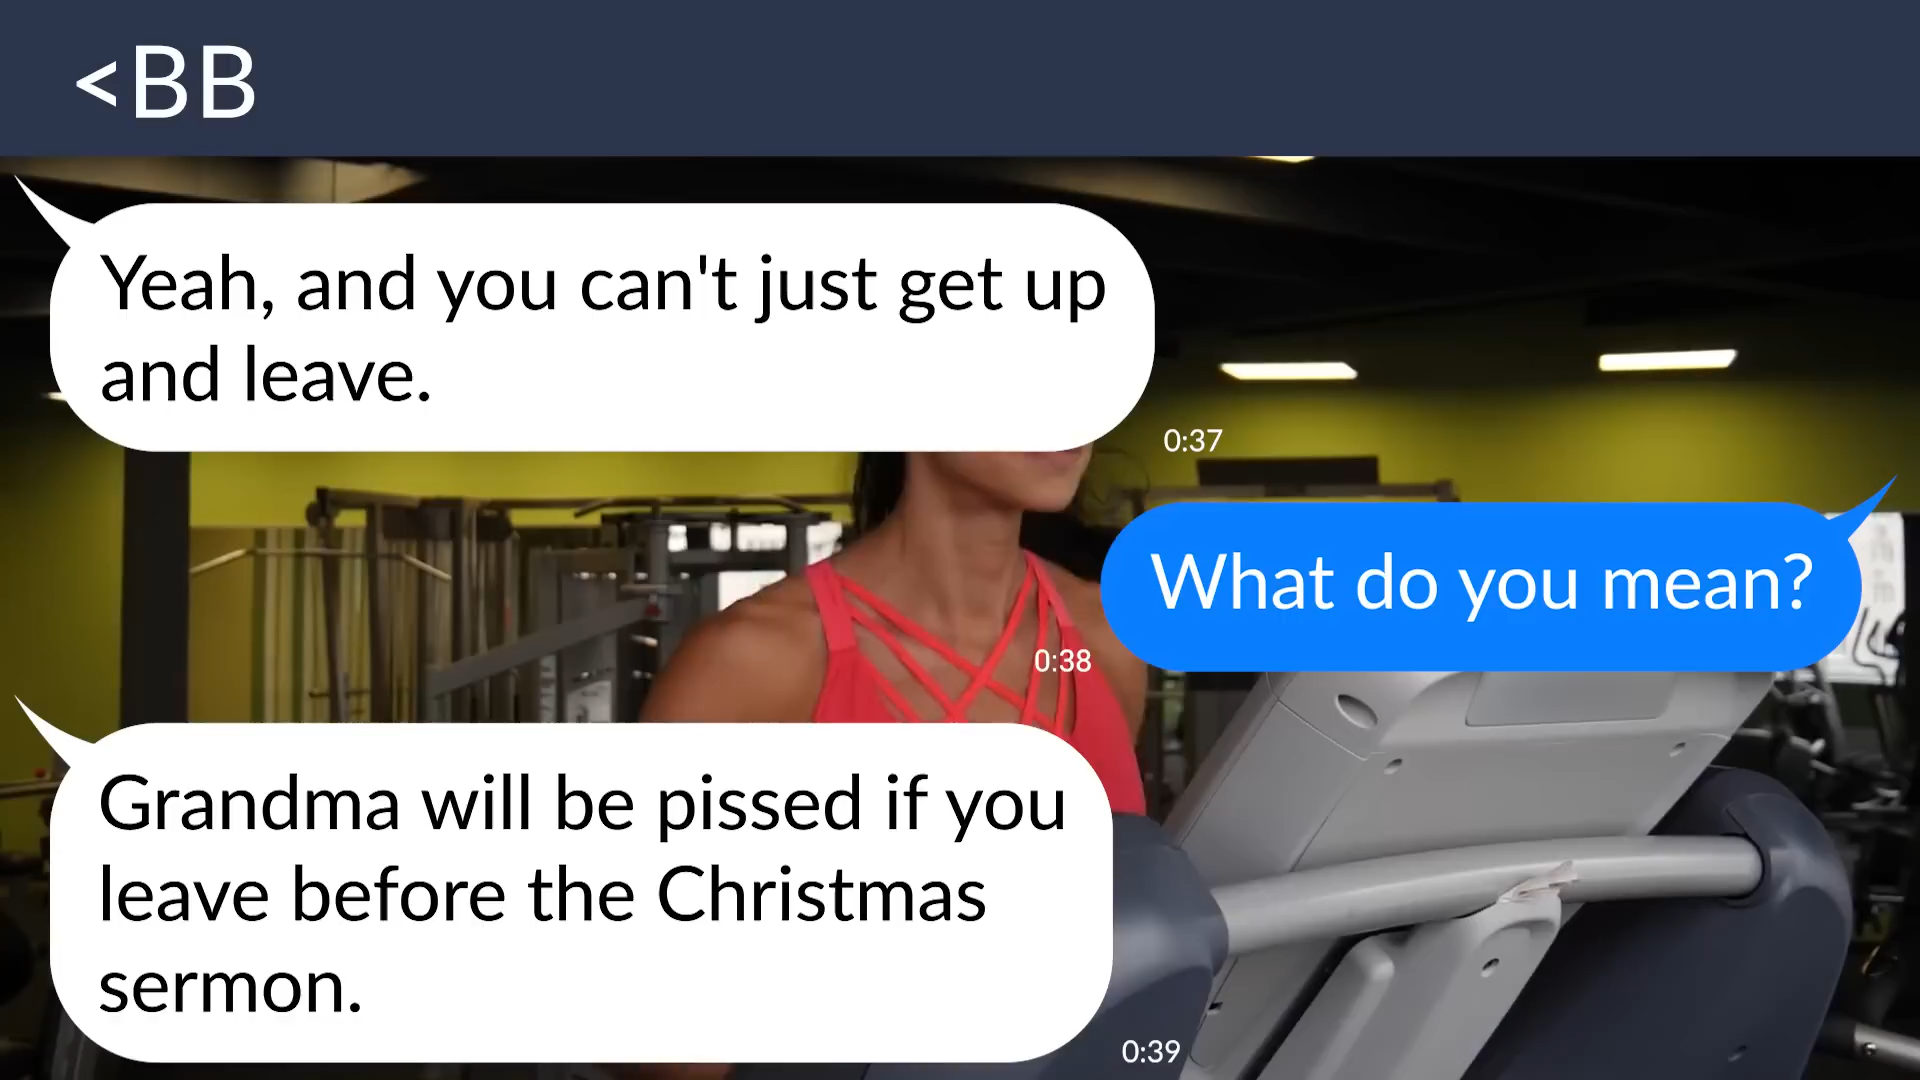 <BB
Yeah, and you can't just get up
and leave.
0:37
What do you mean?
0:38
Grandma will be pissed if you
leave before the Christmas
sermon.
0:39